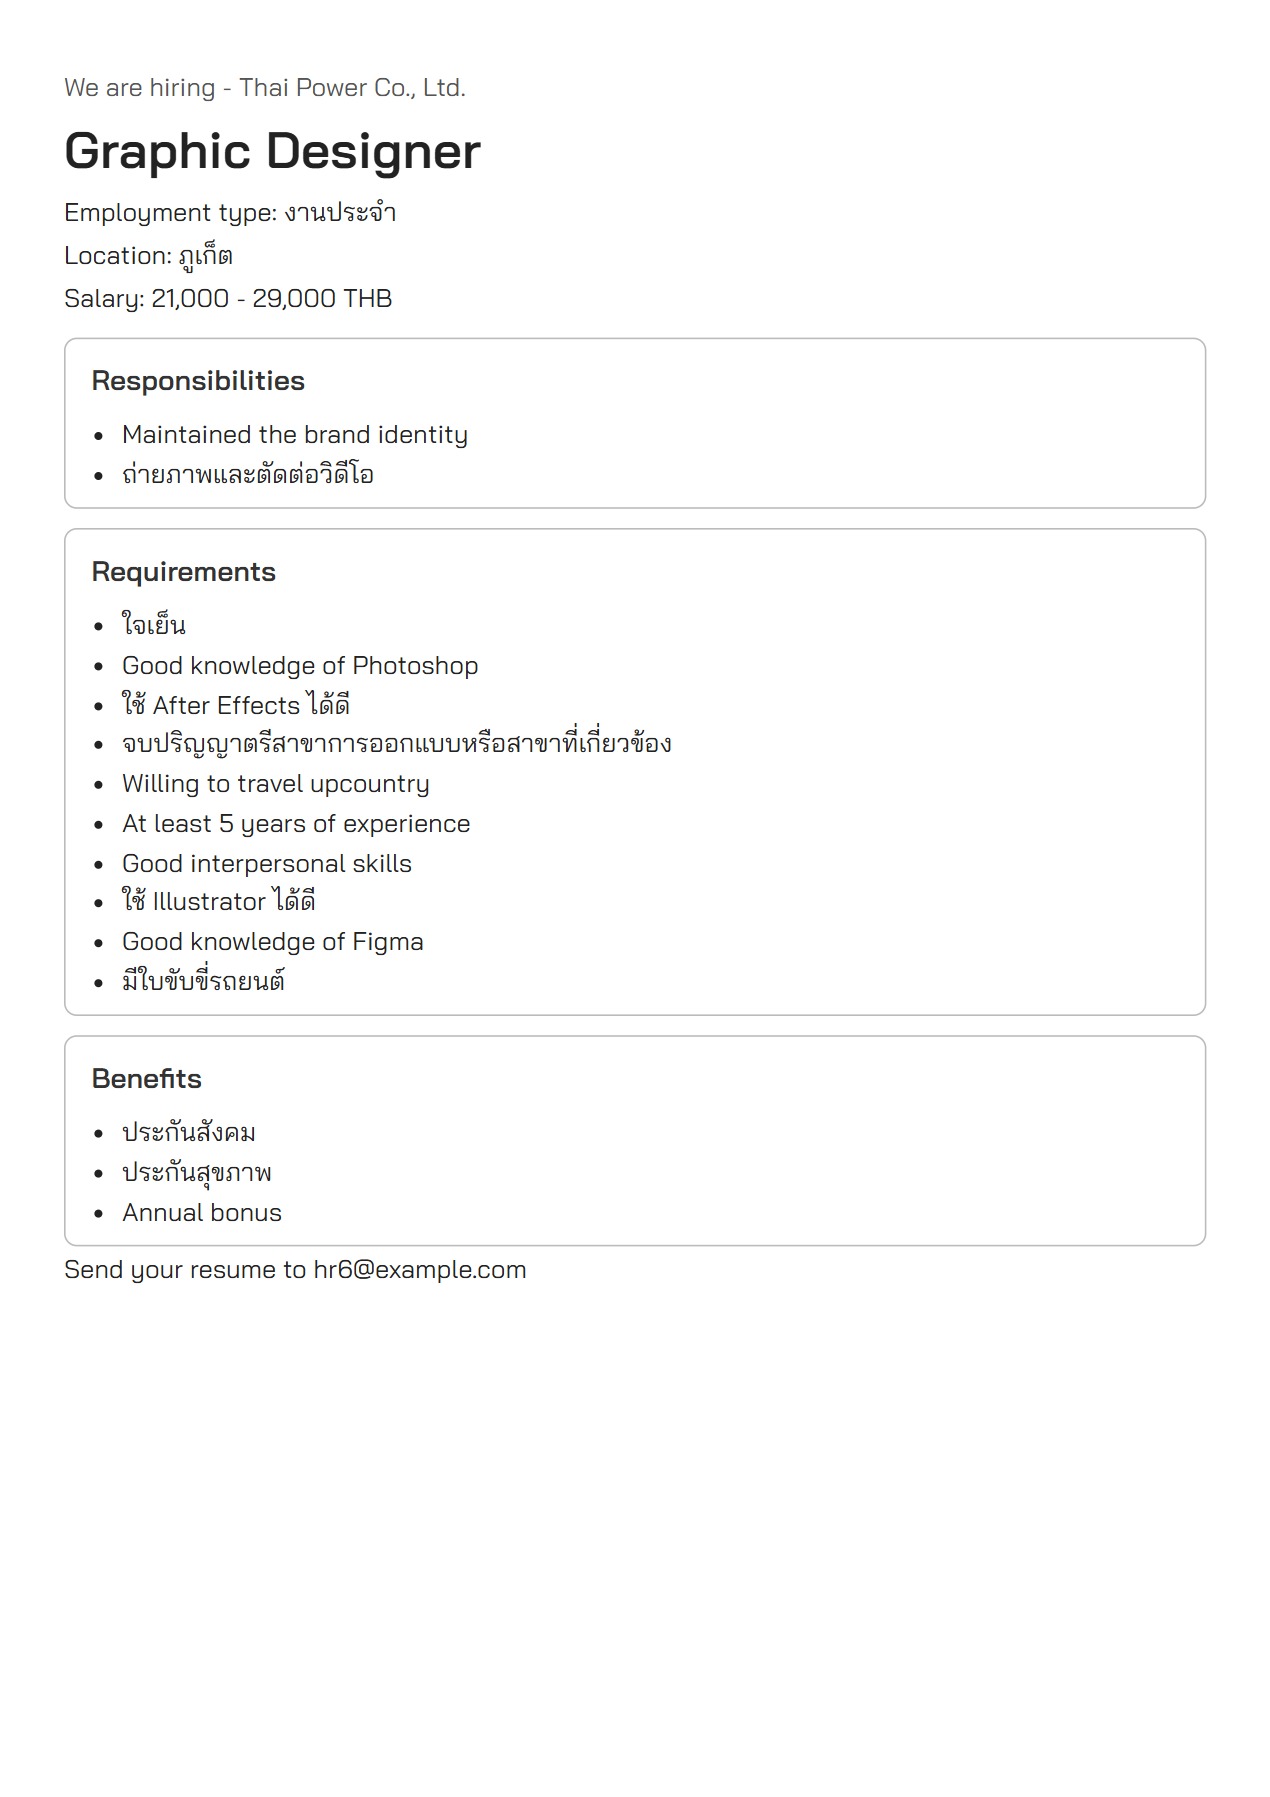 We are hiring - Thai Power Co., Ltd.
Graphic Designer
Employment type: งานประจำ
Location: ภูเก็ต
Salary: 21,000 - 29,000 THB
Responsibilities
• Maintained the brand identity
• ถ่ายภาพและตัดต่อวิดีโอ
Requirements
• ใจเย็น
• Good knowledge of Photoshop
• ใช้ After Effects ได้ดี
• จบปริญญาตรีสาขาการออกแบบหรือสาขาที่เกี่ยวข้อง
• Willing to travel upcountry
• At least 5 years of experience
• Good interpersonal skills
• ใช้ Illustrator ได้ดี
• Good knowledge of Figma
• มีใบขับขี่รถยนต์
Benefits
• ประกันสังคม
• ประกันสุขภาพ
• Annual bonus
Send your resume to hr6@example.com